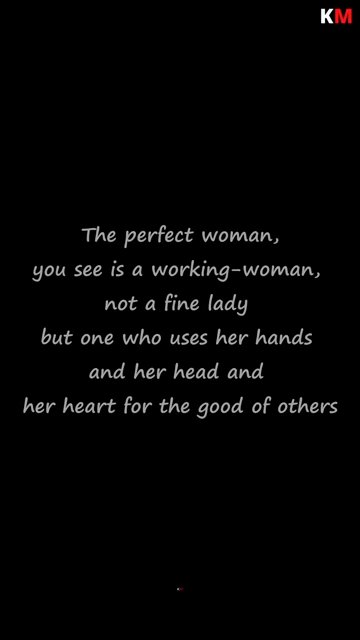 KM
The perfect woman,
you see is a working-woman,
not a fine lady
but one who uses her hands
and her head and
her heart for the good of others